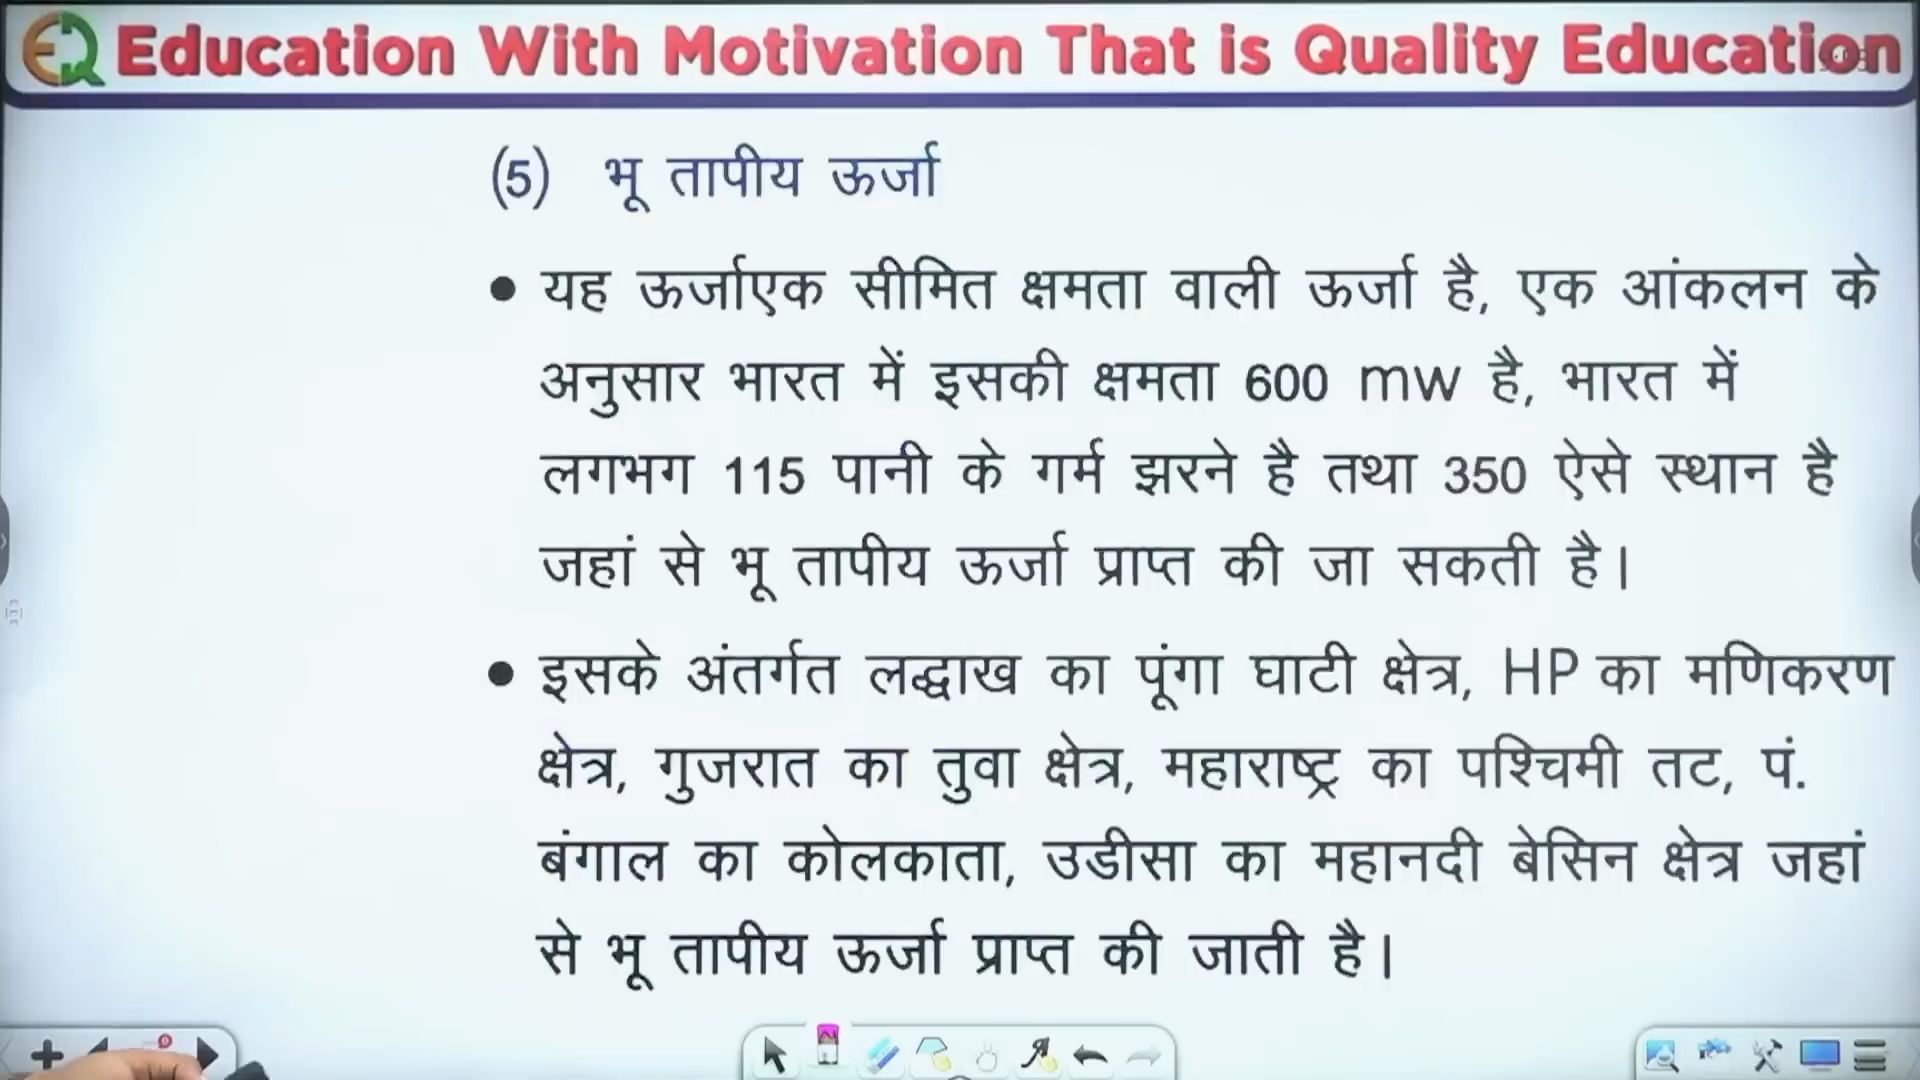 Education With Motivation That is Quality Education
(5) भू तापीय ऊर्जा
• यह ऊर्जाएक सीमित क्षमता वाली ऊर्जा है, एक आंकलन के
अनुसार भारत में इसकी क्षमता 600 mw है, भारत में
लगभग 115 पानी के गर्म झरने है तथा 350 ऐसे स्थान है
जहां से भू तापीय ऊर्जा प्राप्त की जा सकती है।
• इसके अंतर्गत लद्धाख का पूंगा घाटी क्षेत्र, HP का मणिकरण
क्षेत्र, गुजरात का तुवा क्षेत्र, महाराष्ट्र का पश्चिमी तट, पं.
बंगाल का कोलकाता, उडीसा का महानदी बेसिन क्षेत्र जहां
से भू तापीय ऊर्जा प्राप्त की जाती है।